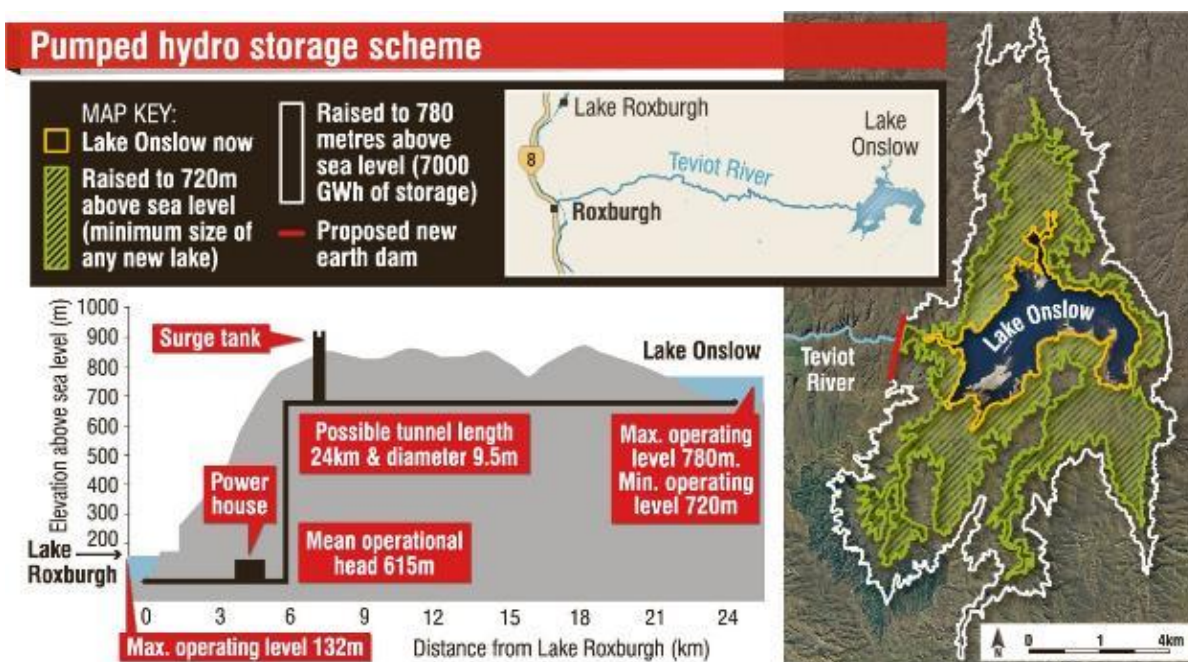 Pumped hydro storage scheme
MAP KEY:
Lake Onslow now
Raised to 720m
above sea level
(minimum size of
any new lake)
Raised to 780
metres above
sea level (7000
GWh of storage)
Proposed new
earth dam
Lake Roxburgh
8
Roxburgh
Teviot River
Lake
Onslow
Elevation above sea level (m)
1000
900
800
700
600
500
400
300
200
Lake
Roxburgh
Surge tank
Power
house
Possible tunnel length
24km & diameter 9.5m
Mean operational
head 615m
Lake Onslow
Max. operating
level 780m.
Min. operating
level 720m
0 3 6 9 12 15 18 21 24
Max. operating level 132m
Distance from Lake Roxburgh (km)
Lake Onslow
Teviot
River
N
0 1 4km